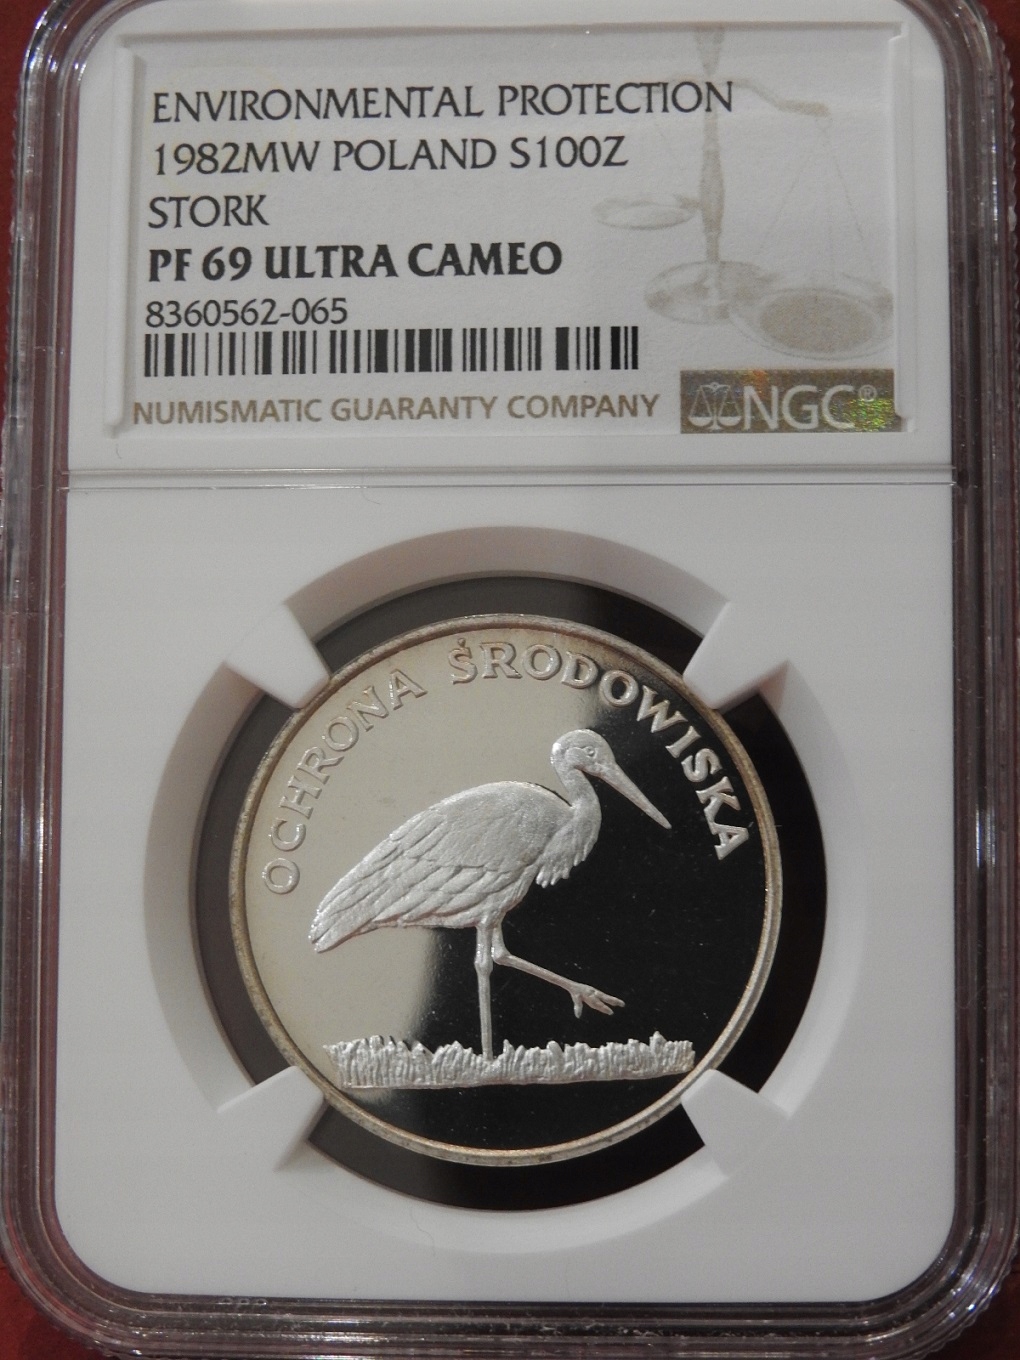 ENVIRONMENTAL PROTECTION
1982MW POLAND S100Z
STORK
PF 69 ULTRA CAMEO
8360562-065
NUMISMATIC GUARANTY COMPANY
NGC®
OCHRONA ŚRODOWISKA